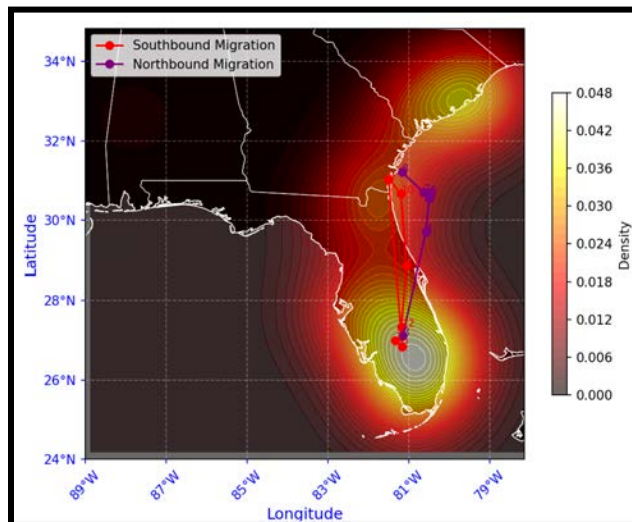 34°N
32°N
30°N
28°N
26°N
24°N
Latitude
Southbound Migration
Northbound Migration
89°W
87°W
85°W
83°W
81°W
79°W
Longitude
0.048
0.042
0.036
0.030
0.024
0.018
0.012
0.006
0.000
Density